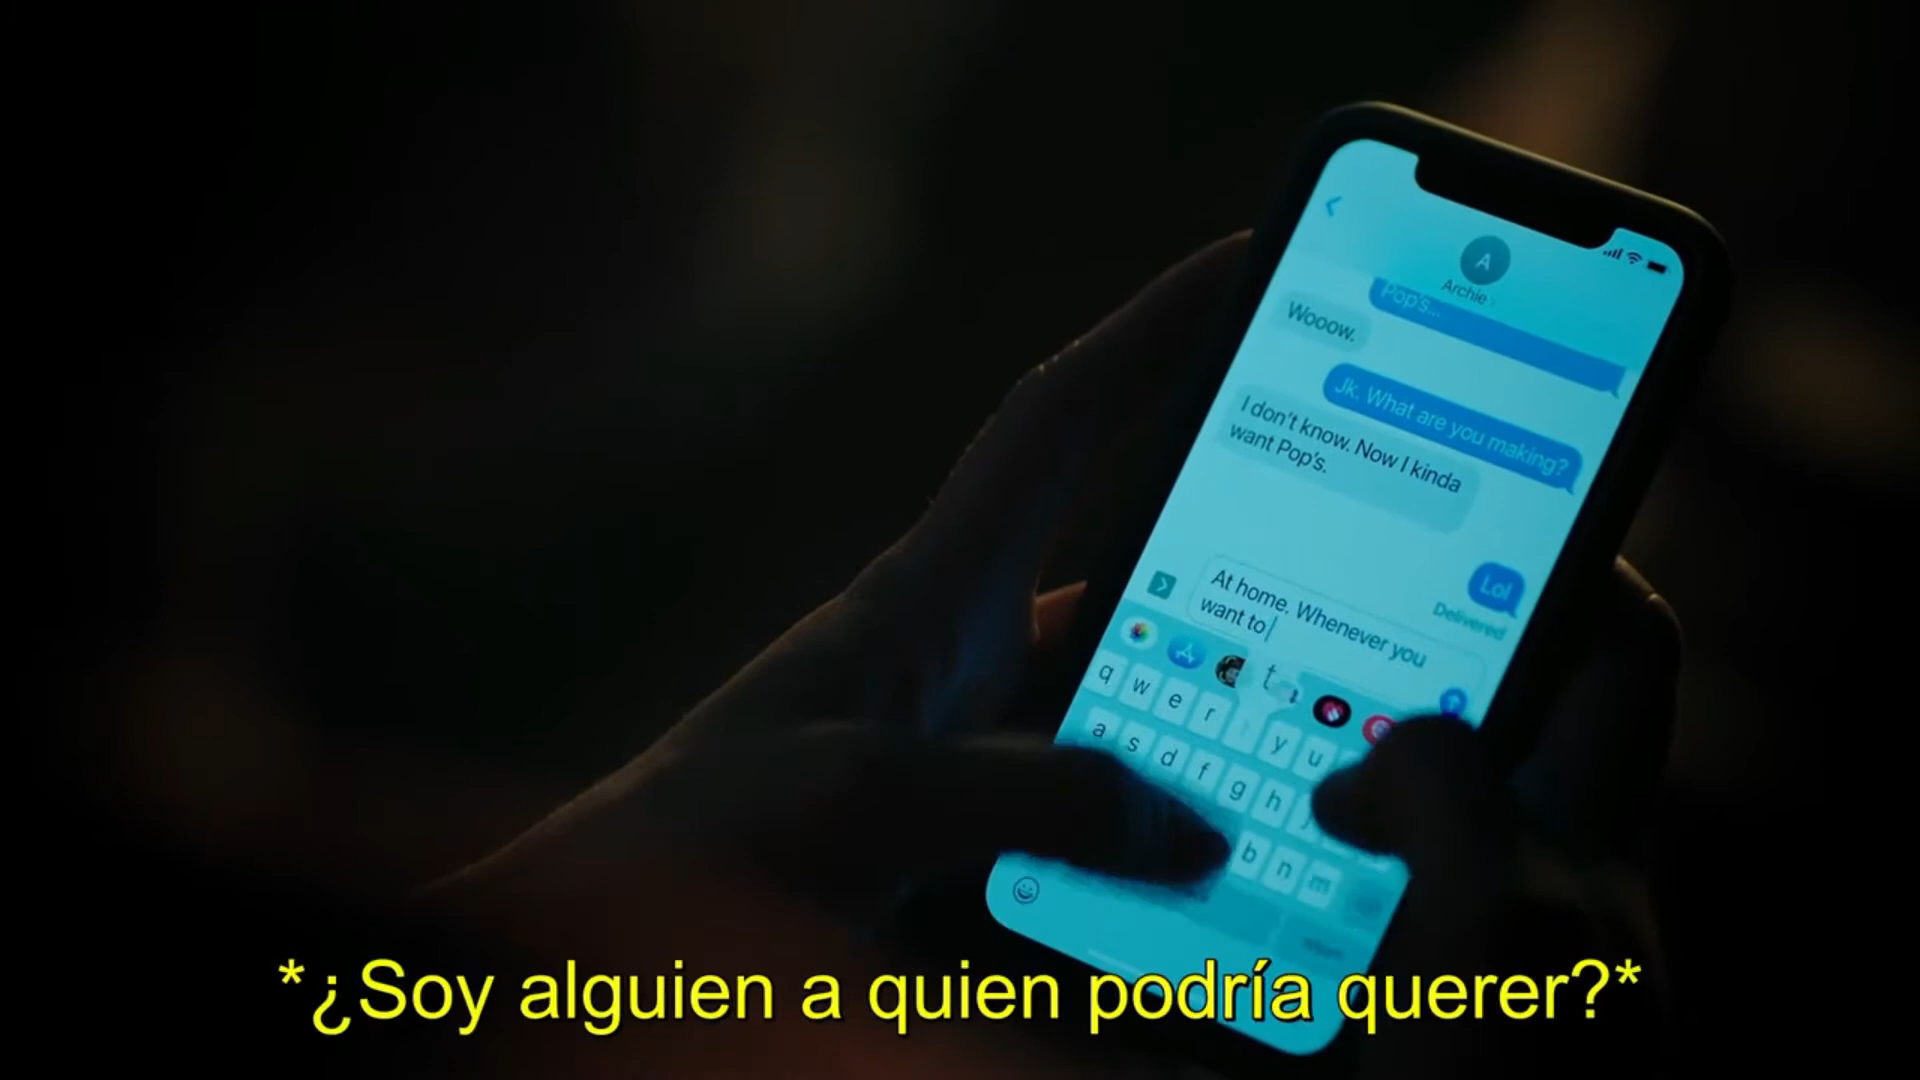 A
Archie
Pop's...
Wooow.
Jk. What are you making?
I don't know. Now I kinda
want Pop's.
Lol
Delivered
At home. Whenever you
want to
t
q w e r y u
a s d f g h j
b n m
*¿Soy alguien a quien podría querer?*